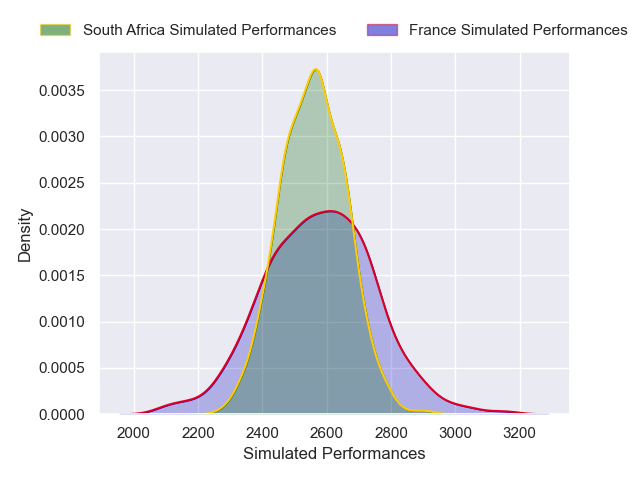 South Africa Simulated Performances France Simulated Performances
0.0035
0.0030
0.0025
0.0020
0.0015
0.0010
0.0005
0.0000
Density
2000 2200 2400 2600 2800 3000 3200
Simulated Performances